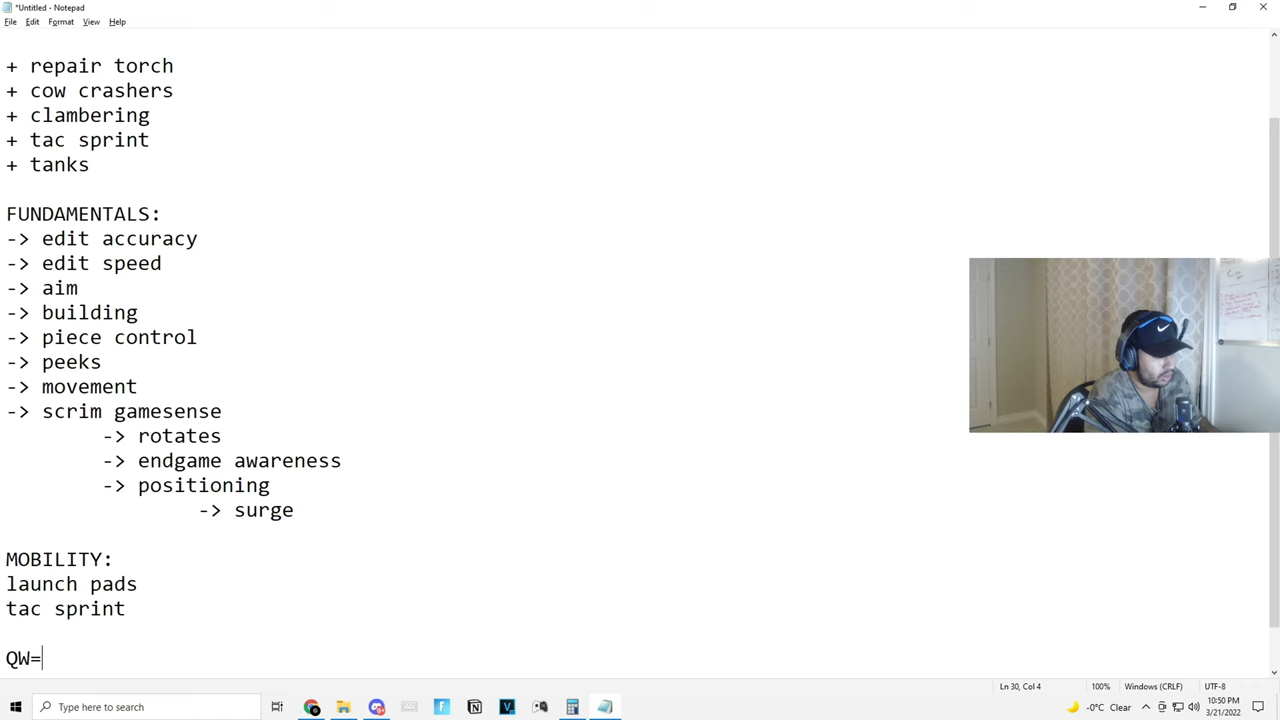 *Untitled - Notepad
File Edit Format View Help
+ repair torch
+ cow crashers
+ clambering
+ tac sprint
+ tanks
FUNDAMENTALS:
-> edit accuracy
-> edit speed
-> aim
-> building
-> piece control
-> peeks
-> movement
-> scrim gamesense
-> rotates
-> endgame awareness
-> positioning
-> surge
MOBILITY:
launch pads
tac sprint
QW=
Ln 30, Col 4 100% Windows (CRLF) UTF-8
Type here to search
-0°C Clear
10:50 PM
3/21/2022